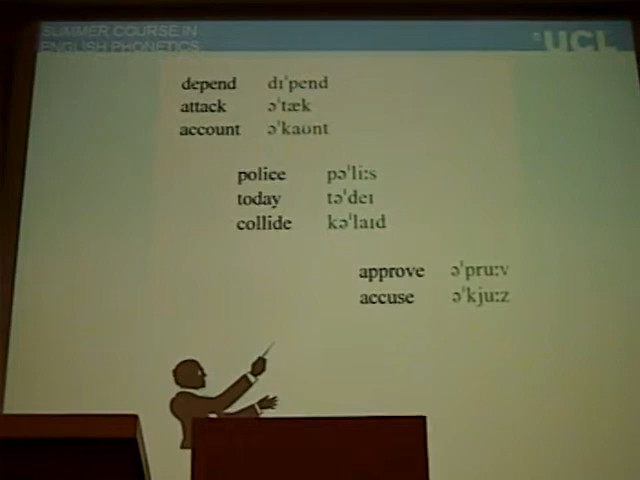 SUMMER COURSE IN
ENGLISH PHONETICS
UCL
depend dɪˈpend
attack əˈtæk
account əˈkaʊnt
police pəˈliːs
today təˈdeɪ
collide kəˈlaɪd
approve əˈpruːv
accuse əˈkjuːz